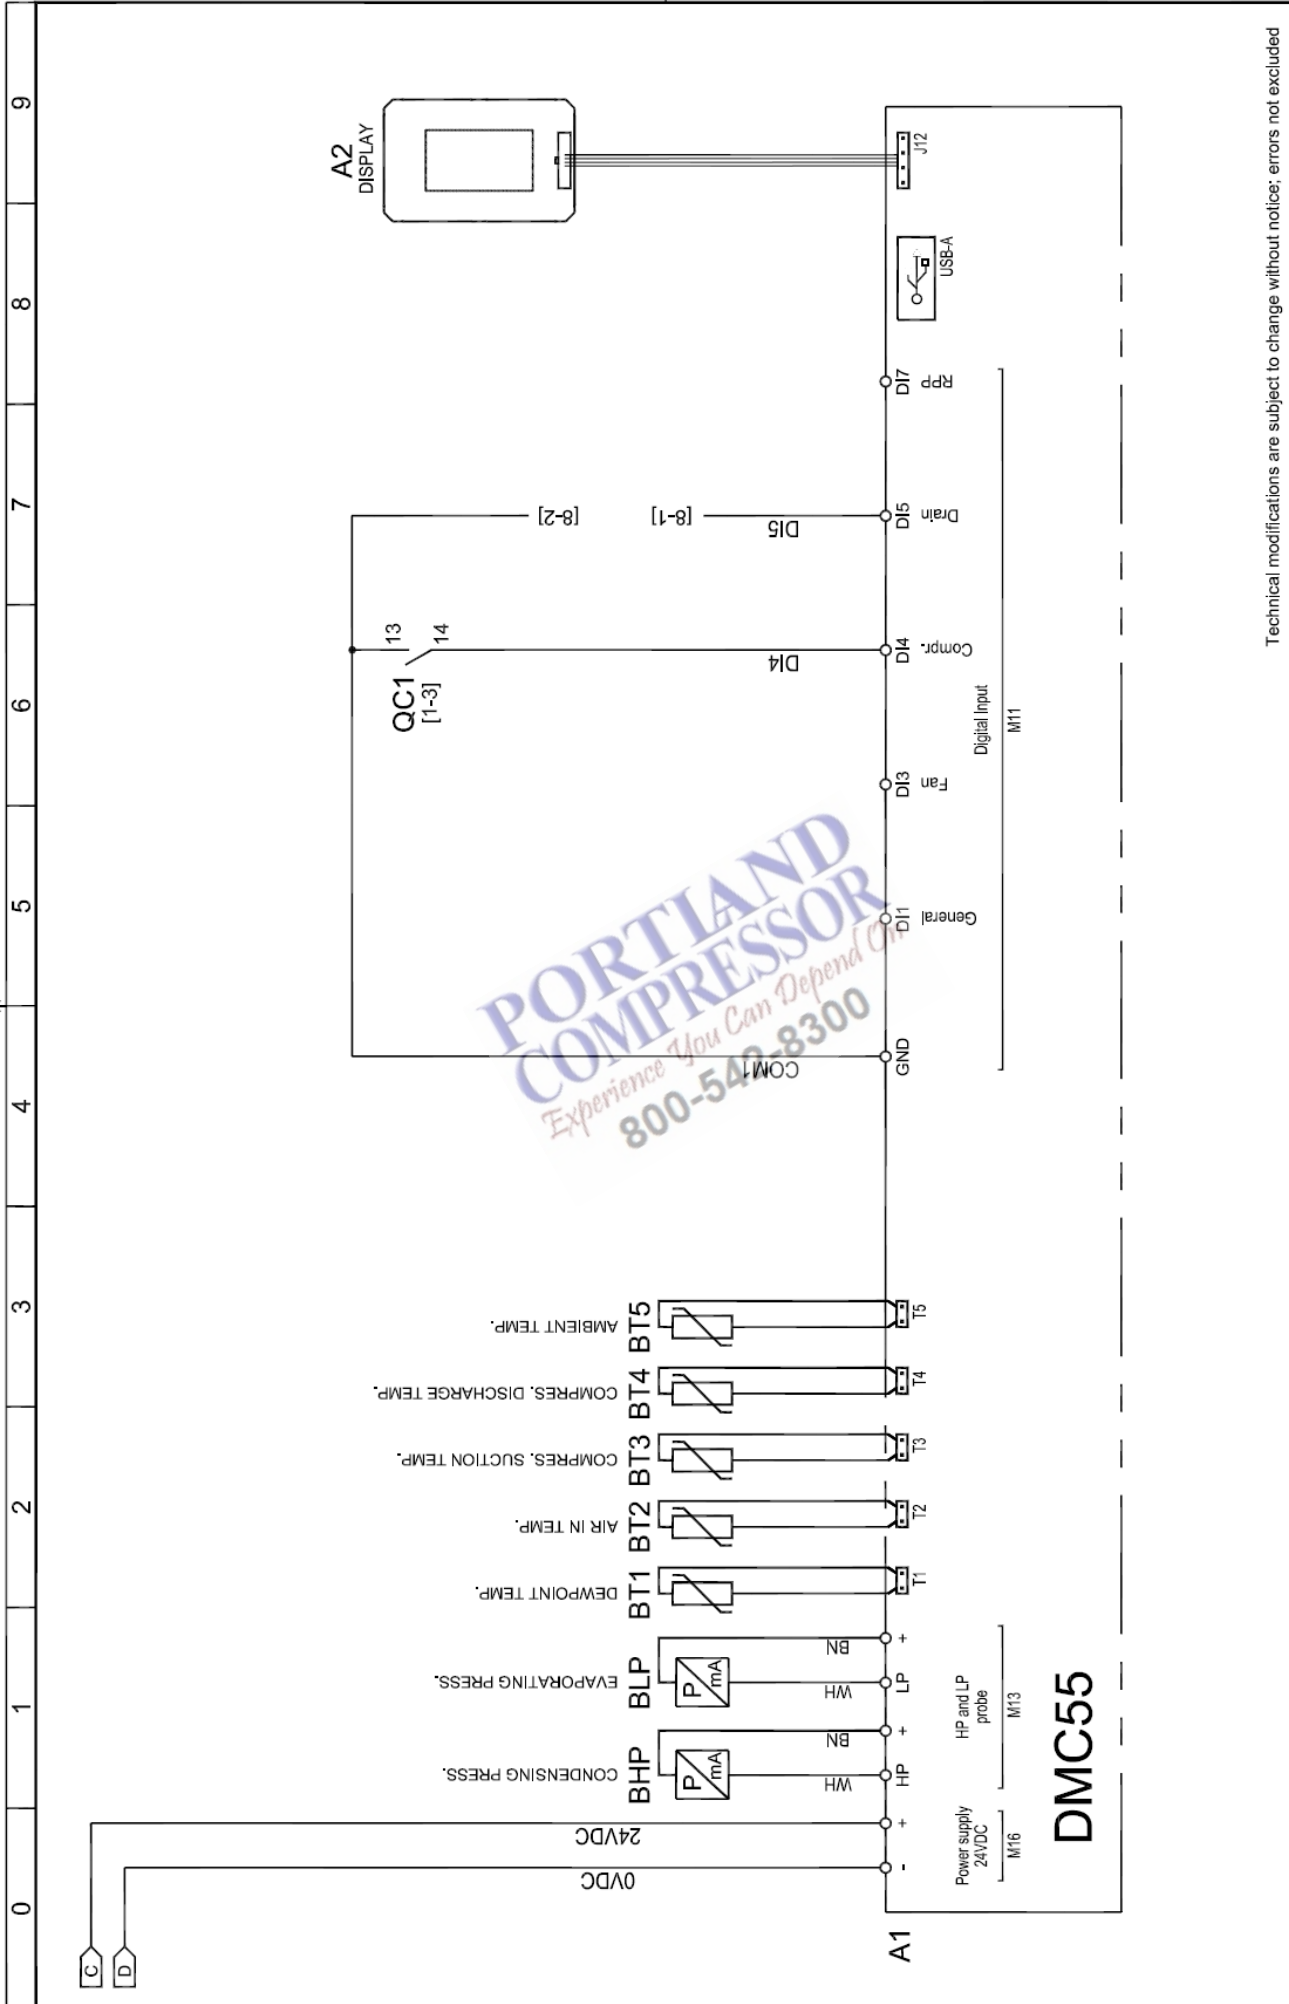 0 1 2 3 4 5 6 7 8 9
C
D
24VDC
0VDC
CONDENSING PRESS.
BHP
P
mA
WH
BN
EVAPORATING PRESS.
BLP
P
mA
WH
BN
DEWPOINT TEMP.
BT1
AIR IN TEMP.
BT2
COMPRES. SUCTION TEMP.
BT3
COMPRES. DISCHARGE TEMP.
BT4
AMBIENT TEMP.
BT5
COM1
QC1
[1-3]
13
14
DI4
[8-2]
[8-1]
DI5
A2
DISPLAY
A1
- + HP + LP + T1 T2 T3 T4 T5 GND DI1 DI3 DI4 DI5 DI7
General
Fan
Compr.
Drain
RPP
USB-A
J12
Power supply
24VDC
M16
HP and LP
probe
M13
Digital Input
M11
DMC55
PORTLAND
COMPRESSOR
Experience You Can Depend On
800-542-8300
Technical modifications are subject to change without notice; errors not excluded